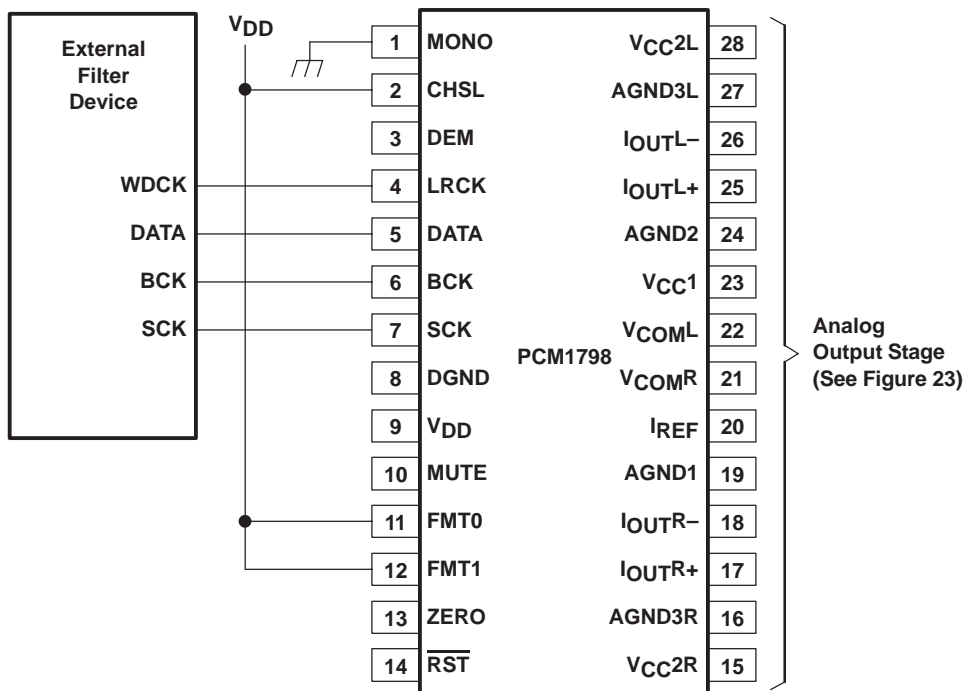 External
Filter
Device
WDCK
DATA
BCK
SCK
VDD
1 MONO
2 CHSL
3 DEM
4 LRCK
5 DATA
6 BCK
7 SCK
8 DGND
9 VDD
10 MUTE
11 FMT0
12 FMT1
13 ZERO
14 RST
PCM1798
VCC2L 28
AGND3L 27
IOUTL– 26
IOUTL+ 25
AGND2 24
VCC1 23
VCOML 22
VCOMR 21
IREF 20
AGND1 19
IOUTR– 18
IOUTR+ 17
AGND3R 16
VCC2R 15
Analog
Output Stage
(See Figure 23)